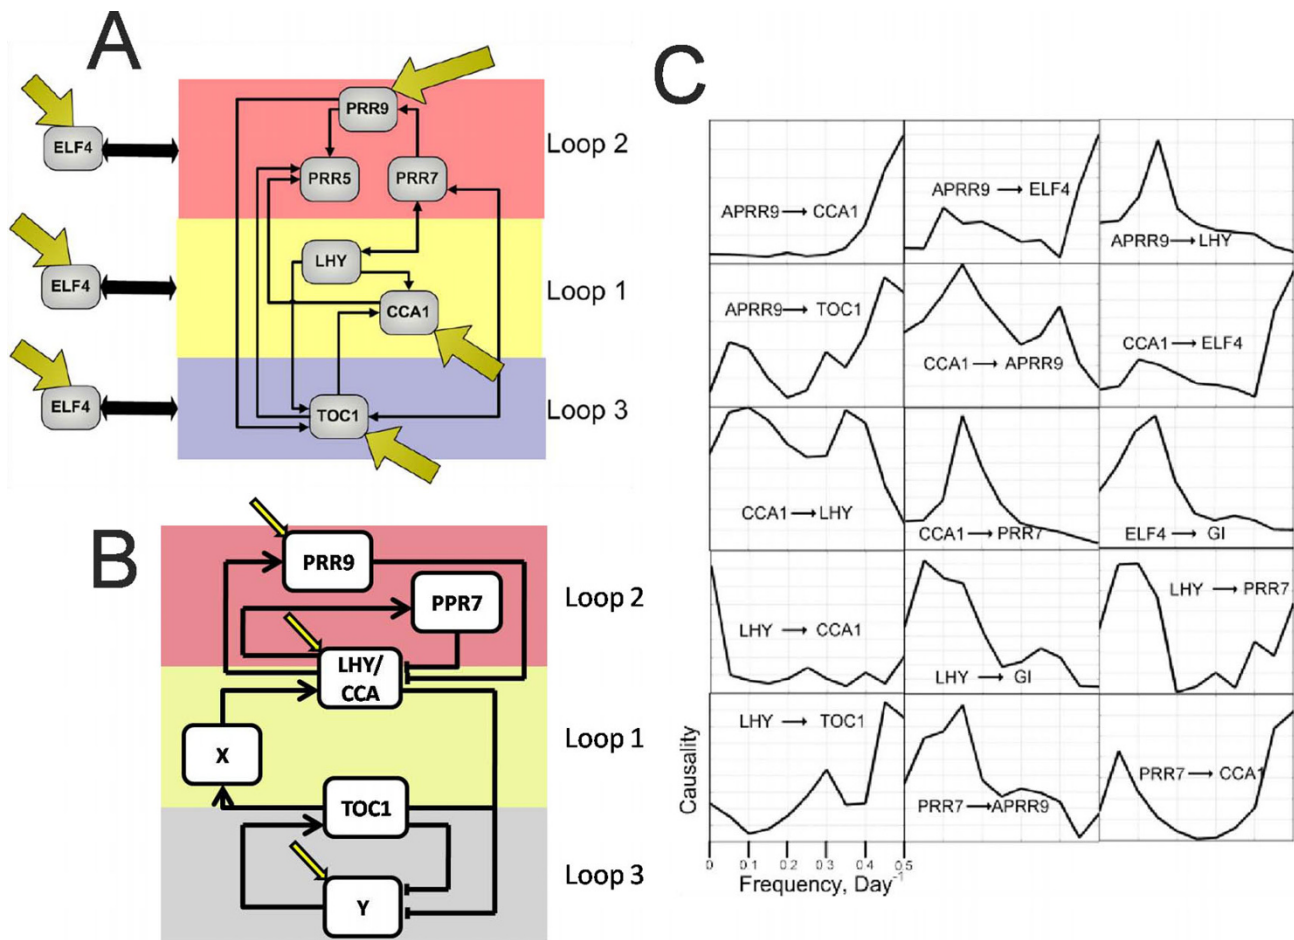 A
PRR9
ELF4
Loop 2
PRR5
PRR7
LHY
ELF4
Loop 1
CCA1
ELF4
TOC1
Loop 3
B
PRR9
PPR7
Loop 2
LHY/
CCA
X
Loop 1
TOC1
Y
Loop 3
C
APRR9 → CCA1
APRR9 → ELF4
APRR9 → LHY
APRR9 → TOC1
CCA1 → APRR9
CCA1 → ELF4
CCA1 → LHY
CCA1 → PRR7
ELF4 → GI
LHY → CCA1
LHY → GI
LHY → PRR7
LHY → TOC1
PRR7 → APRR9
PRR7 → CCA1
Causality
0 0.1 0.2 0.3 0.4 0.5
Frequency, Day⁻¹